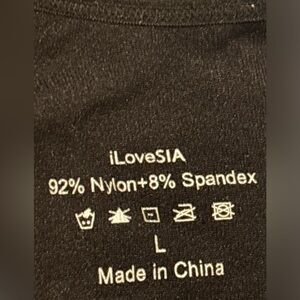 iLoveSIA
92% Nylon+8% Spandex
L
Made in China